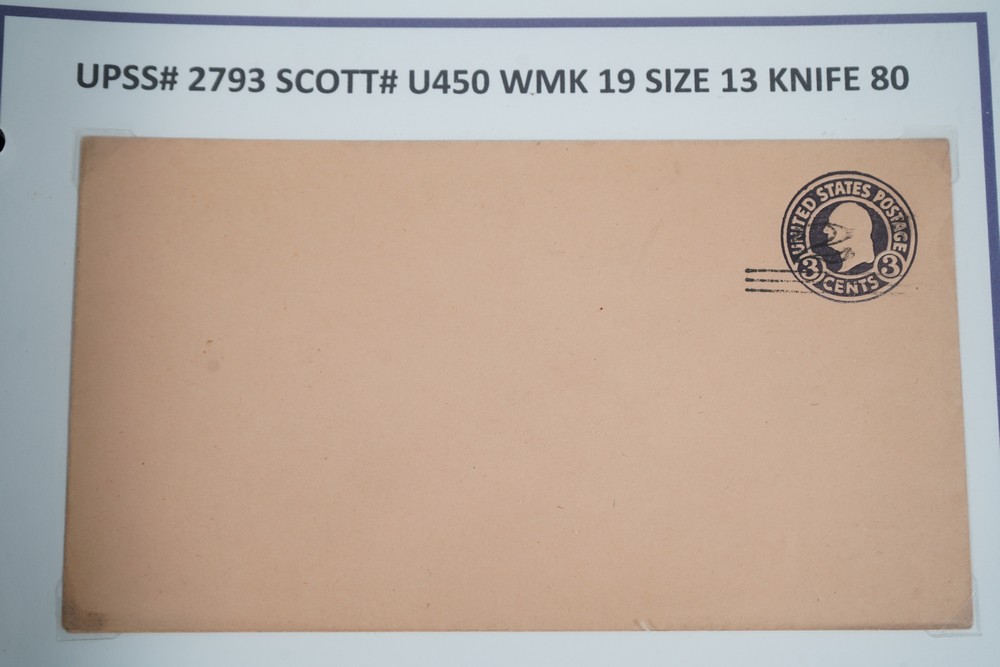 UPSS# 2793 SCOTT# U450 WMK 19 SIZE 13 KNIFE 80
UNITED STATES POSTAGE
3 CENTS 3